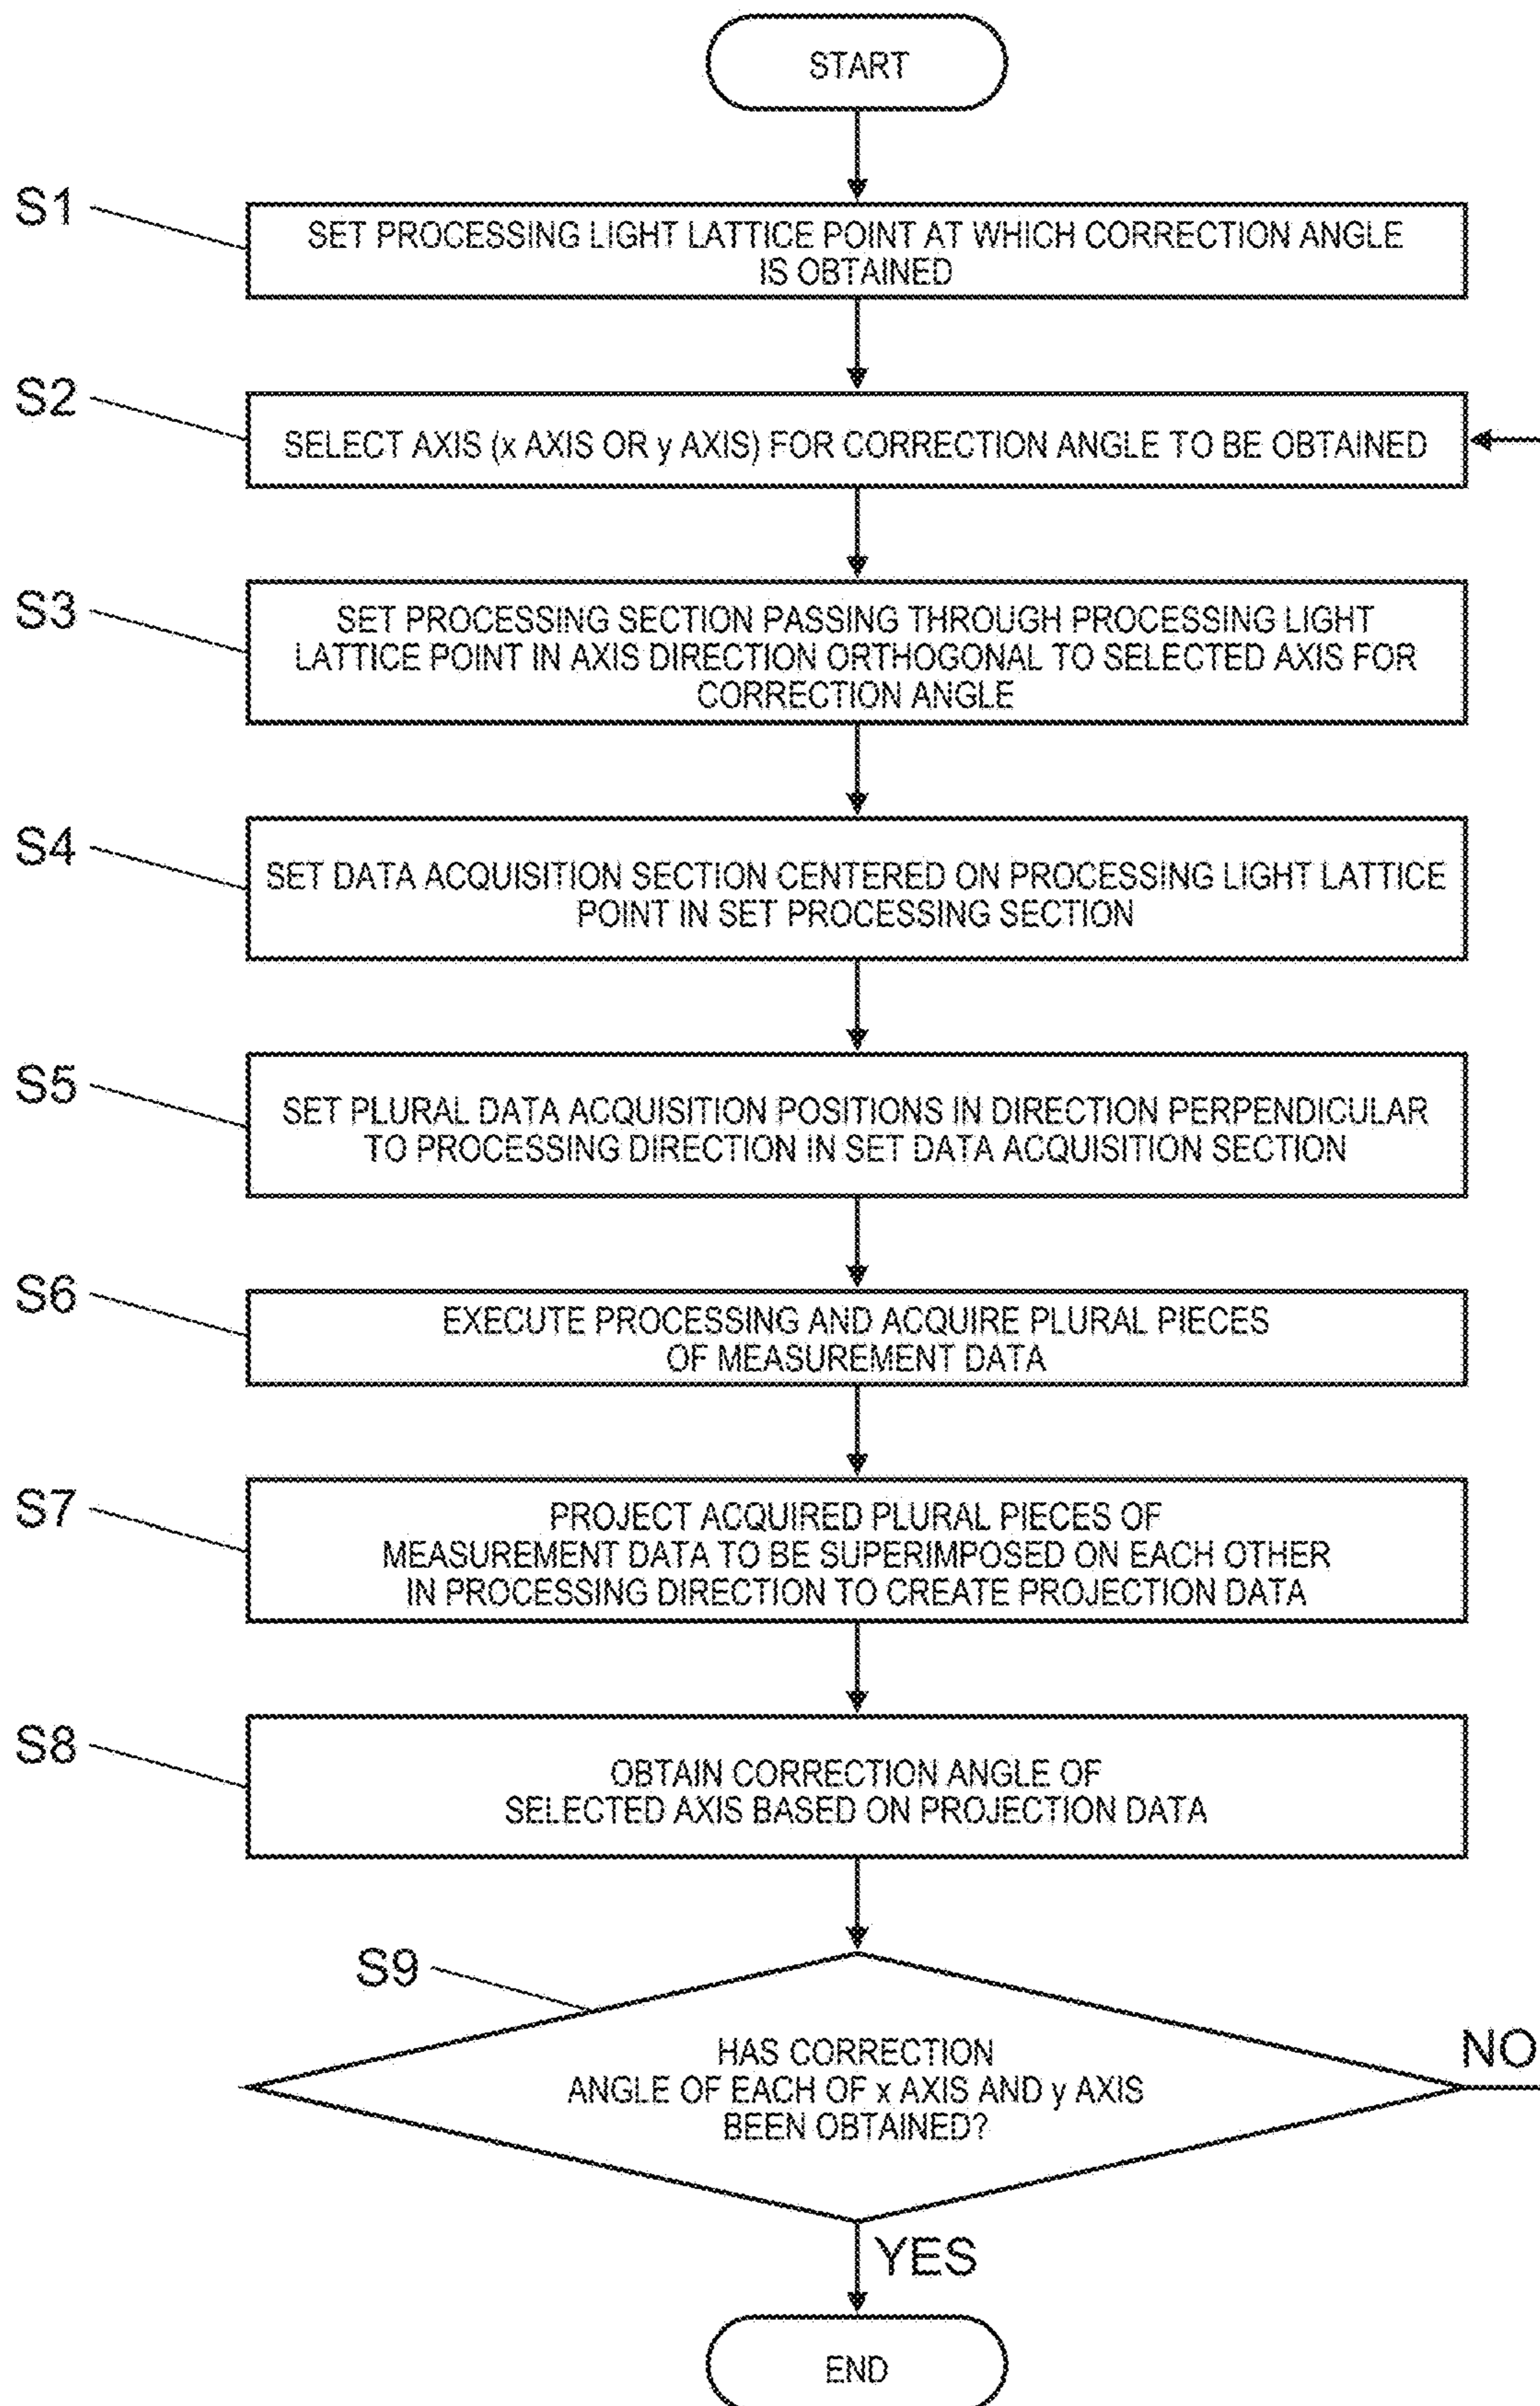 START
S1
SET PROCESSING LIGHT LATTICE POINT AT WHICH CORRECTION ANGLE
IS OBTAINED
S2
SELECT AXIS (x AXIS OR y AXIS) FOR CORRECTION ANGLE TO BE OBTAINED
S3
SET PROCESSING SECTION PASSING THROUGH PROCESSING LIGHT
LATTICE POINT IN AXIS DIRECTION ORTHOGONAL TO SELECTED AXIS FOR
CORRECTION ANGLE
S4
SET DATA ACQUISITION SECTION CENTERED ON PROCESSING LIGHT LATTICE
POINT IN SET PROCESSING SECTION
S5
SET PLURAL DATA ACQUISITION POSITIONS IN DIRECTION PERPENDICULAR
TO PROCESSING DIRECTION IN SET DATA ACQUISITION SECTION
S6
EXECUTE PROCESSING AND ACQUIRE PLURAL PIECES
OF MEASUREMENT DATA
S7
PROJECT ACQUIRED PLURAL PIECES OF
MEASUREMENT DATA TO BE SUPERIMPOSED ON EACH OTHER
IN PROCESSING DIRECTION TO CREATE PROJECTION DATA
S8
OBTAIN CORRECTION ANGLE OF
SELECTED AXIS BASED ON PROJECTION DATA
S9
HAS CORRECTION
ANGLE OF EACH OF x AXIS AND y AXIS
BEEN OBTAINED?
NO
YES
END